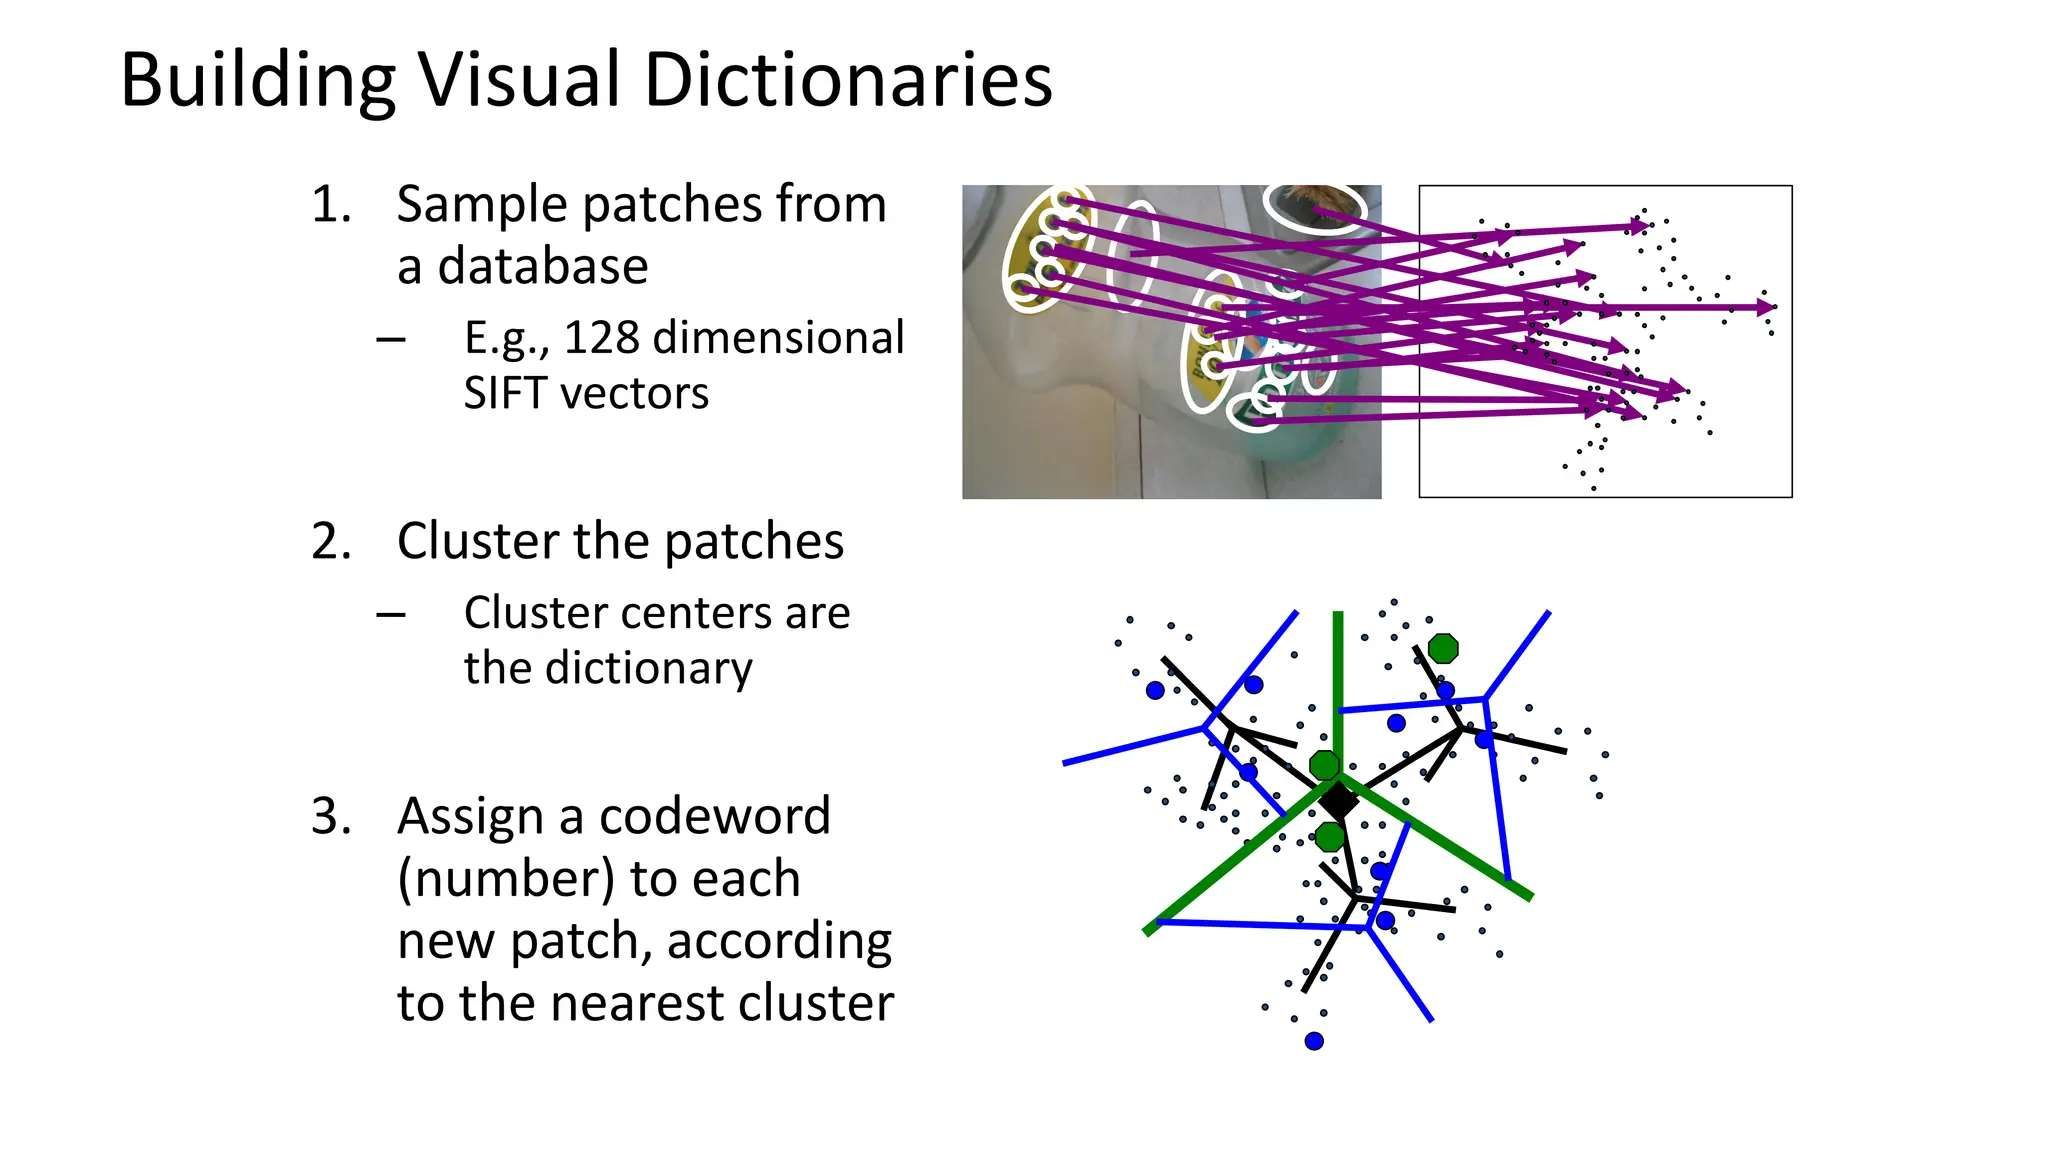 Building Visual Dictionaries
1. Sample patches from
a database
– E.g., 128 dimensional
SIFT vectors
2. Cluster the patches
– Cluster centers are
the dictionary
3. Assign a codeword
(number) to each
new patch, according
to the nearest cluster